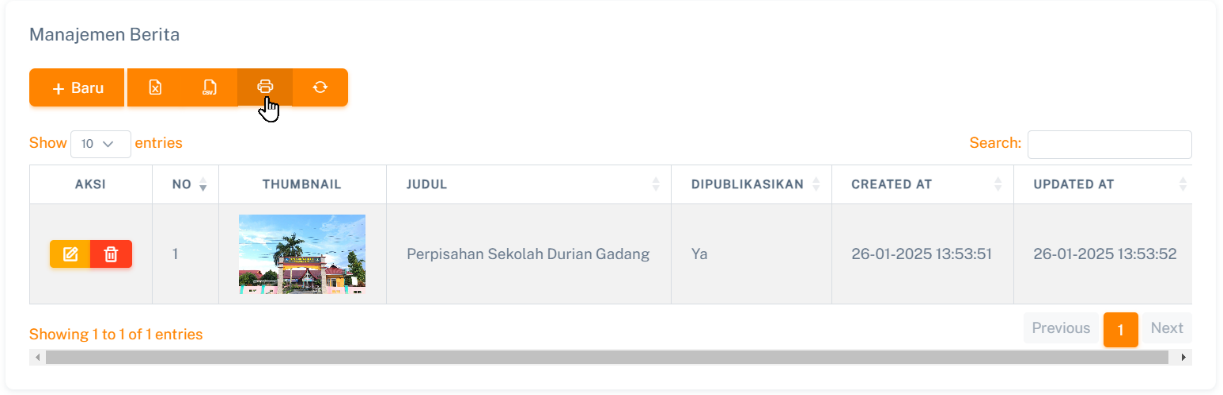 Manajemen Berita
+ Baru
Show 10 entries
Search:
AKSI NO THUMBNAIL JUDUL DIPUBLIKASIKAN CREATED AT UPDATED AT
1 Perpisahan Sekolah Durian Gadang Ya 26-01-2025 13:53:51 26-01-2025 13:53:52
Showing 1 to 1 of 1 entries
Previous 1 Next